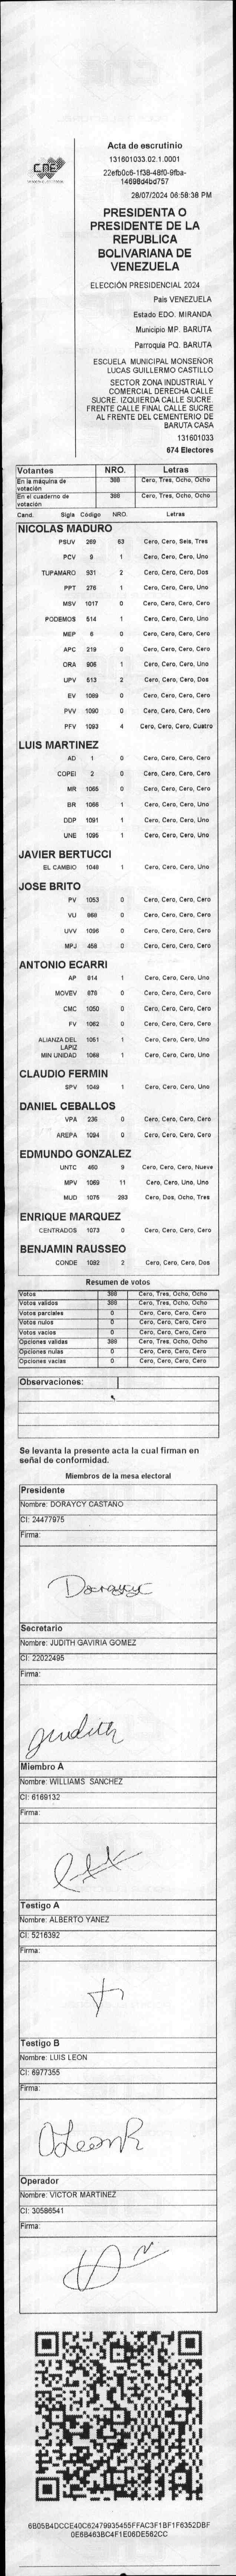 CNE
Acta de escrutinio
131601033.02.1.0001
22efb0c6-1f38-48f0-9fba-
14698d4bd757
28/07/2024 06:58:38 PM
PRESIDENTA O
PRESIDENTE DE LA
REPUBLICA
BOLIVARIANA DE
VENEZUELA
ELECCIÓN PRESIDENCIAL 2024
País VENEZUELA
Estado EDO. MIRANDA
Municipio MP. BARUTA
Parroquia PQ. BARUTA
ESCUELA MUNICIPAL MONSEÑOR
LUCAS GUILLERMO CASTILLO
SECTOR ZONA INDUSTRIAL Y
COMERCIAL DERECHA CALLE
SUCRE. IZQUIERDA CALLE SUCRE.
FRENTE CALLE FINAL CALLE SUCRE
AL FRENTE DEL CEMENTERIO DE
BARUTA CASA
131601033
674 Electores
Votantes NRO. Letras
En la máquina de votación 388 Cero, Tres, Ocho, Ocho
En el cuaderno de votación 388 Cero, Tres, Ocho, Ocho
Cand. Sigla Código NRO. Letras
NICOLAS MADURO
PSUV 269 63 Cero, Cero, Seis, Tres
PCV 9 1 Cero, Cero, Cero, Uno
TUPAMARO 931 2 Cero, Cero, Cero, Dos
PPT 276 1 Cero, Cero, Cero, Uno
MSV 1017 0 Cero, Cero, Cero, Cero
PODEMOS 514 1 Cero, Cero, Cero, Uno
MEP 6 0 Cero, Cero, Cero, Cero
APC 219 0 Cero, Cero, Cero, Cero
ORA 906 1 Cero, Cero, Cero, Uno
UPV 513 2 Cero, Cero, Cero, Dos
EV 1089 0 Cero, Cero, Cero, Cero
PVV 1090 0 Cero, Cero, Cero, Cero
PFV 1093 4 Cero, Cero, Cero, Cuatro
LUIS MARTINEZ
AD 1 0 Cero, Cero, Cero, Cero
COPEI 2 0 Cero, Cero, Cero, Cero
MR 1065 0 Cero, Cero, Cero, Cero
BR 1066 1 Cero, Cero, Cero, Uno
DDP 1091 1 Cero, Cero, Cero, Uno
UNE 1095 1 Cero, Cero, Cero, Uno
JAVIER BERTUCCI
EL CAMBIO 1048 1 Cero, Cero, Cero, Uno
JOSE BRITO
PV 1053 0 Cero, Cero, Cero, Cero
VU 968 0 Cero, Cero, Cero, Cero
UVV 1096 0 Cero, Cero, Cero, Cero
MPJ 458 0 Cero, Cero, Cero, Cero
ANTONIO ECARRI
AP 814 1 Cero, Cero, Cero, Uno
MOVEV 878 0 Cero, Cero, Cero, Cero
CMC 1050 0 Cero, Cero, Cero, Cero
FV 1062 0 Cero, Cero, Cero, Cero
ALIANZA DEL LAPIZ 1051 1 Cero, Cero, Cero, Uno
MIN UNIDAD 1068 1 Cero, Cero, Cero, Uno
CLAUDIO FERMIN
SPV 1049 1 Cero, Cero, Cero, Uno
DANIEL CEBALLOS
VPA 236 0 Cero, Cero, Cero, Cero
AREPA 1094 0 Cero, Cero, Cero, Cero
EDMUNDO GONZALEZ
UNTC 460 9 Cero, Cero, Cero, Nueve
MPV 1069 11 Cero, Cero, Uno, Uno
MUD 1075 283 Cero, Dos, Ocho, Tres
ENRIQUE MARQUEZ
CENTRADOS 1073 0 Cero, Cero, Cero, Cero
BENJAMIN RAUSSEO
CONDE 1092 2 Cero, Cero, Cero, Dos
Resumen de votos
Votos 388 Cero, Tres, Ocho, Ocho
Votos validos 388 Cero, Tres, Ocho, Ocho
Votos parciales 0 Cero, Cero, Cero, Cero
Votos nulos 0 Cero, Cero, Cero, Cero
Votos vacios 0 Cero, Cero, Cero, Cero
Opciones validas 388 Cero, Tres, Ocho, Ocho
Opciones nulas 0 Cero, Cero, Cero, Cero
Opciones vacias 0 Cero, Cero, Cero, Cero
Observaciones:
Se levanta la presente acta la cual firman en
señal de conformidad.
Miembros de la mesa electoral
Presidente
Nombre: DORAYCY CASTAÑO
CI: 24477975
Firma:
Doraycy
Secretario
Nombre: JUDITH GAVIRIA GOMEZ
CI: 22022495
Firma:
Judith
Miembro A
Nombre: WILLIAMS SANCHEZ
CI: 6169132
Firma:
Testigo A
Nombre: ALBERTO YANEZ
CI: 5216392
Firma:
Testigo B
Nombre: LUIS LEON
CI: 6977355
Firma:
Operador
Nombre: VICTOR MARTINEZ
CI: 30586541
Firma:
6B05B4DCCE40C62479935455FFAC3F1BF1F6352DBF
0E6B463BC4F1E06DE562CC